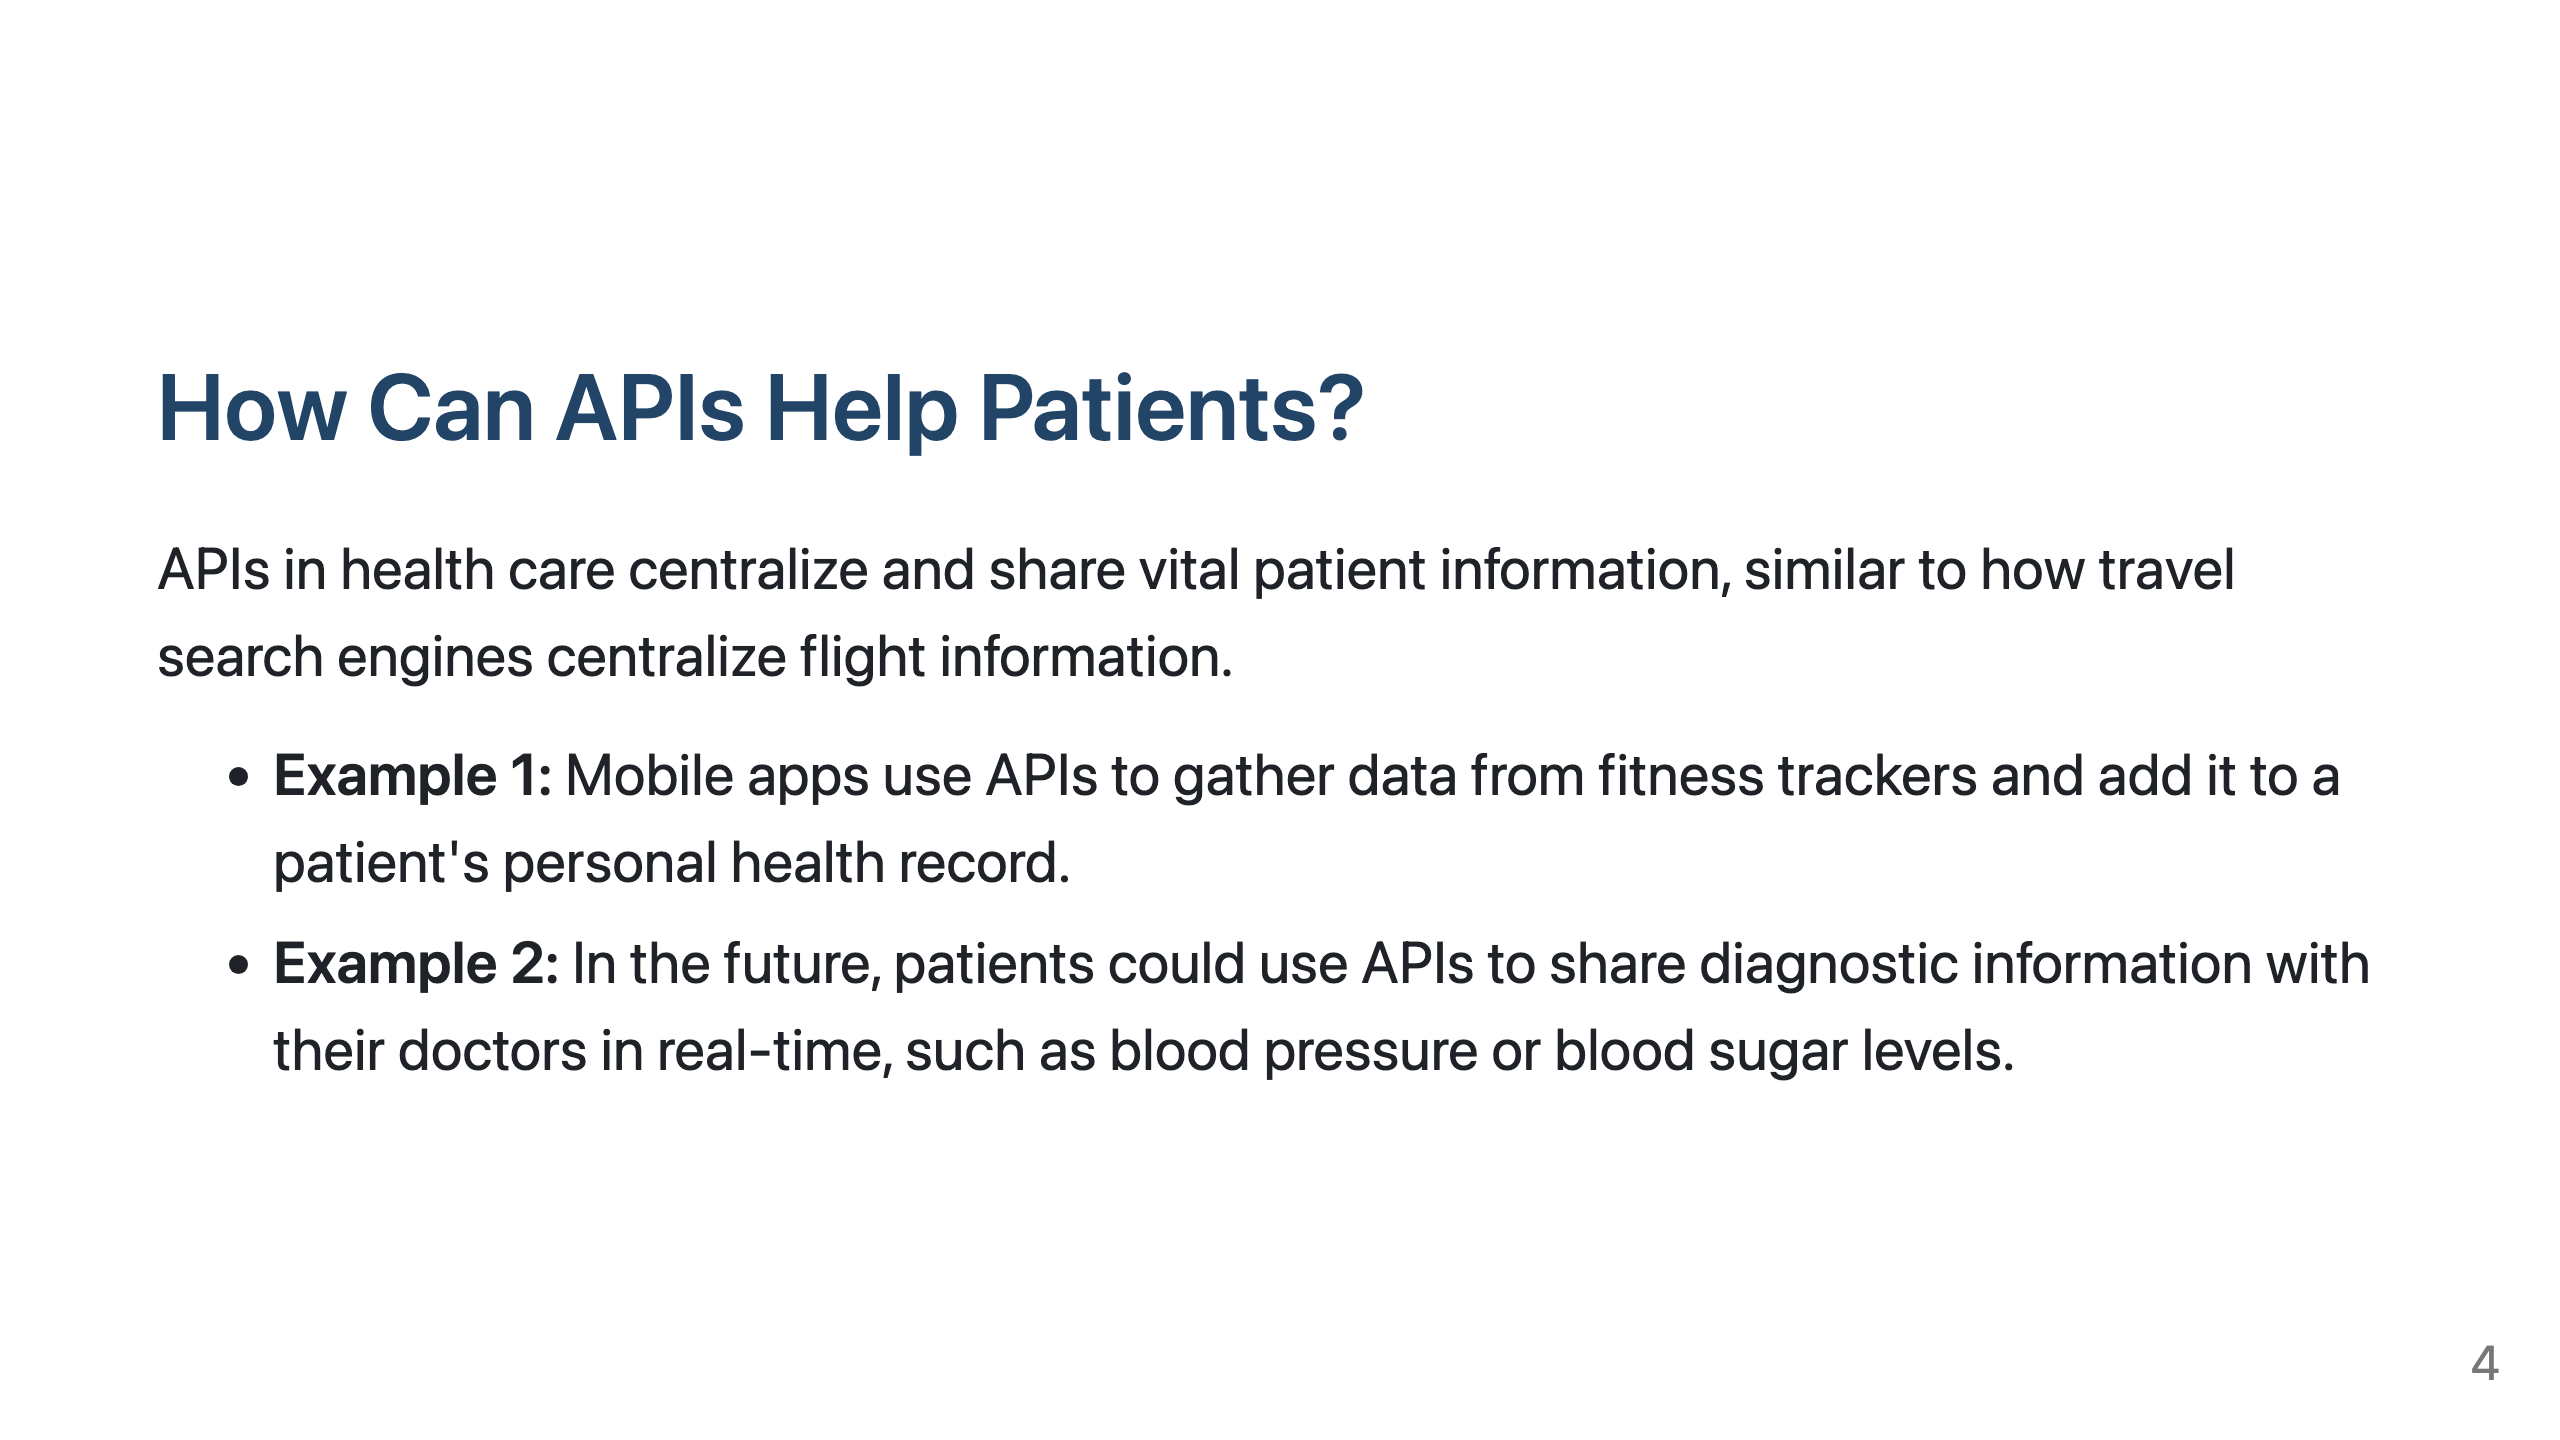 How Can APIs Help Patients?
APIs in health care centralize and share vital patient information, similar to how travel
search engines centralize flight information.
• Example 1: Mobile apps use APIs to gather data from fitness trackers and add it to a
patient's personal health record.
• Example 2: In the future, patients could use APIs to share diagnostic information with
their doctors in real-time, such as blood pressure or blood sugar levels.
4